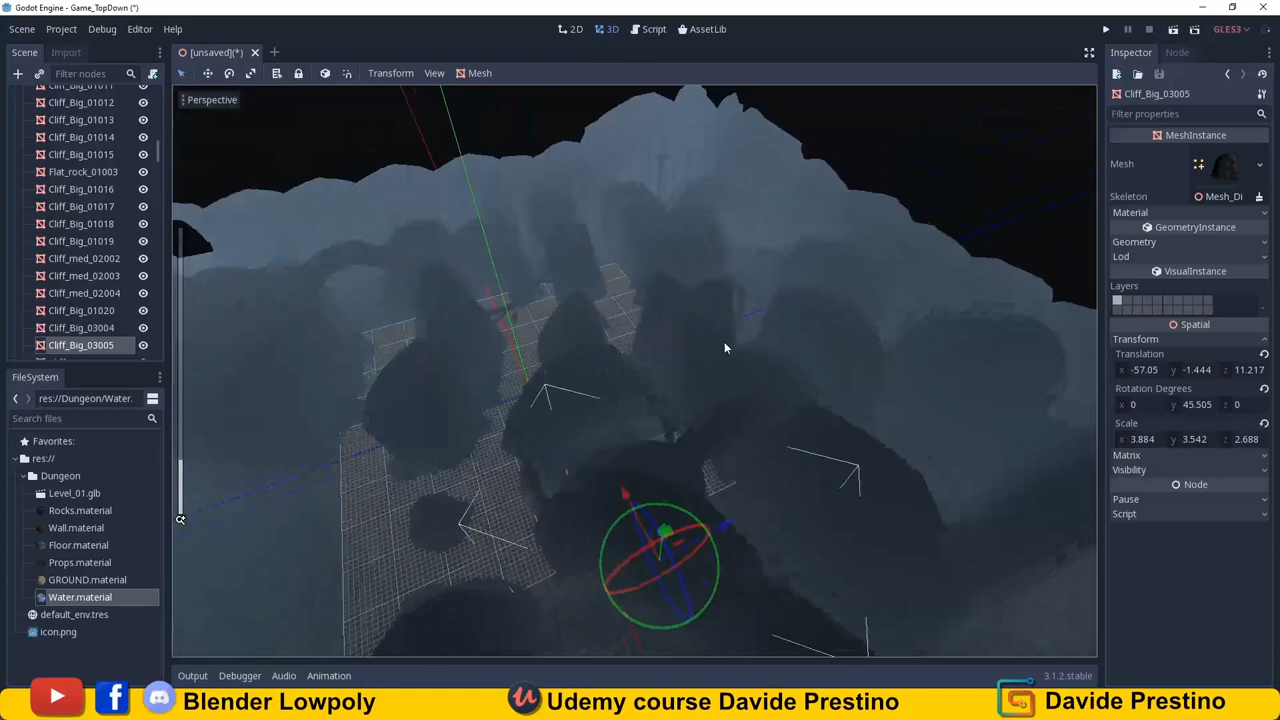 Godot Engine - Game_TopDown (*)
Scene Project Debug Editor Help
2D 3D Script AssetLib
GLES3
Scene Import
[unsaved](*)
Inspector Node
Filter nodes
Transform View Mesh
Cliff_Big_01011
Cliff_Big_01012
Cliff_Big_01013
Cliff_Big_01014
Cliff_Big_01015
Flat_rock_01003
Cliff_Big_01016
Cliff_Big_01017
Cliff_Big_01018
Cliff_Big_01019
Cliff_med_02002
Cliff_med_02003
Cliff_med_02004
Cliff_Big_01020
Cliff_Big_03004
Cliff_Big_03005
FileSystem
res://Dungeon/Water.
Search files
Favorites:
res://
Dungeon
Level_01.glb
Rocks.material
Wall.material
Floor.material
Props.material
GROUND.material
Water.material
default_env.tres
icon.png
Perspective
Cliff_Big_03005
Filter properties
MeshInstance
Mesh
Skeleton Mesh_Di
Material
GeometryInstance
Geometry
Lod
VisualInstance
Layers
Spatial
Transform
Translation
x -57.05 y -1.444 z 11.217
Rotation Degrees
x 0 y 45.505 z 0
Scale
x 3.884 y 3.542 z 2.688
Matrix
Visibility
Node
Pause
Script
Output Debugger Audio Animation
3.1.2.stable
Blender Lowpoly
Udemy course Davide Prestino
Davide Prestino